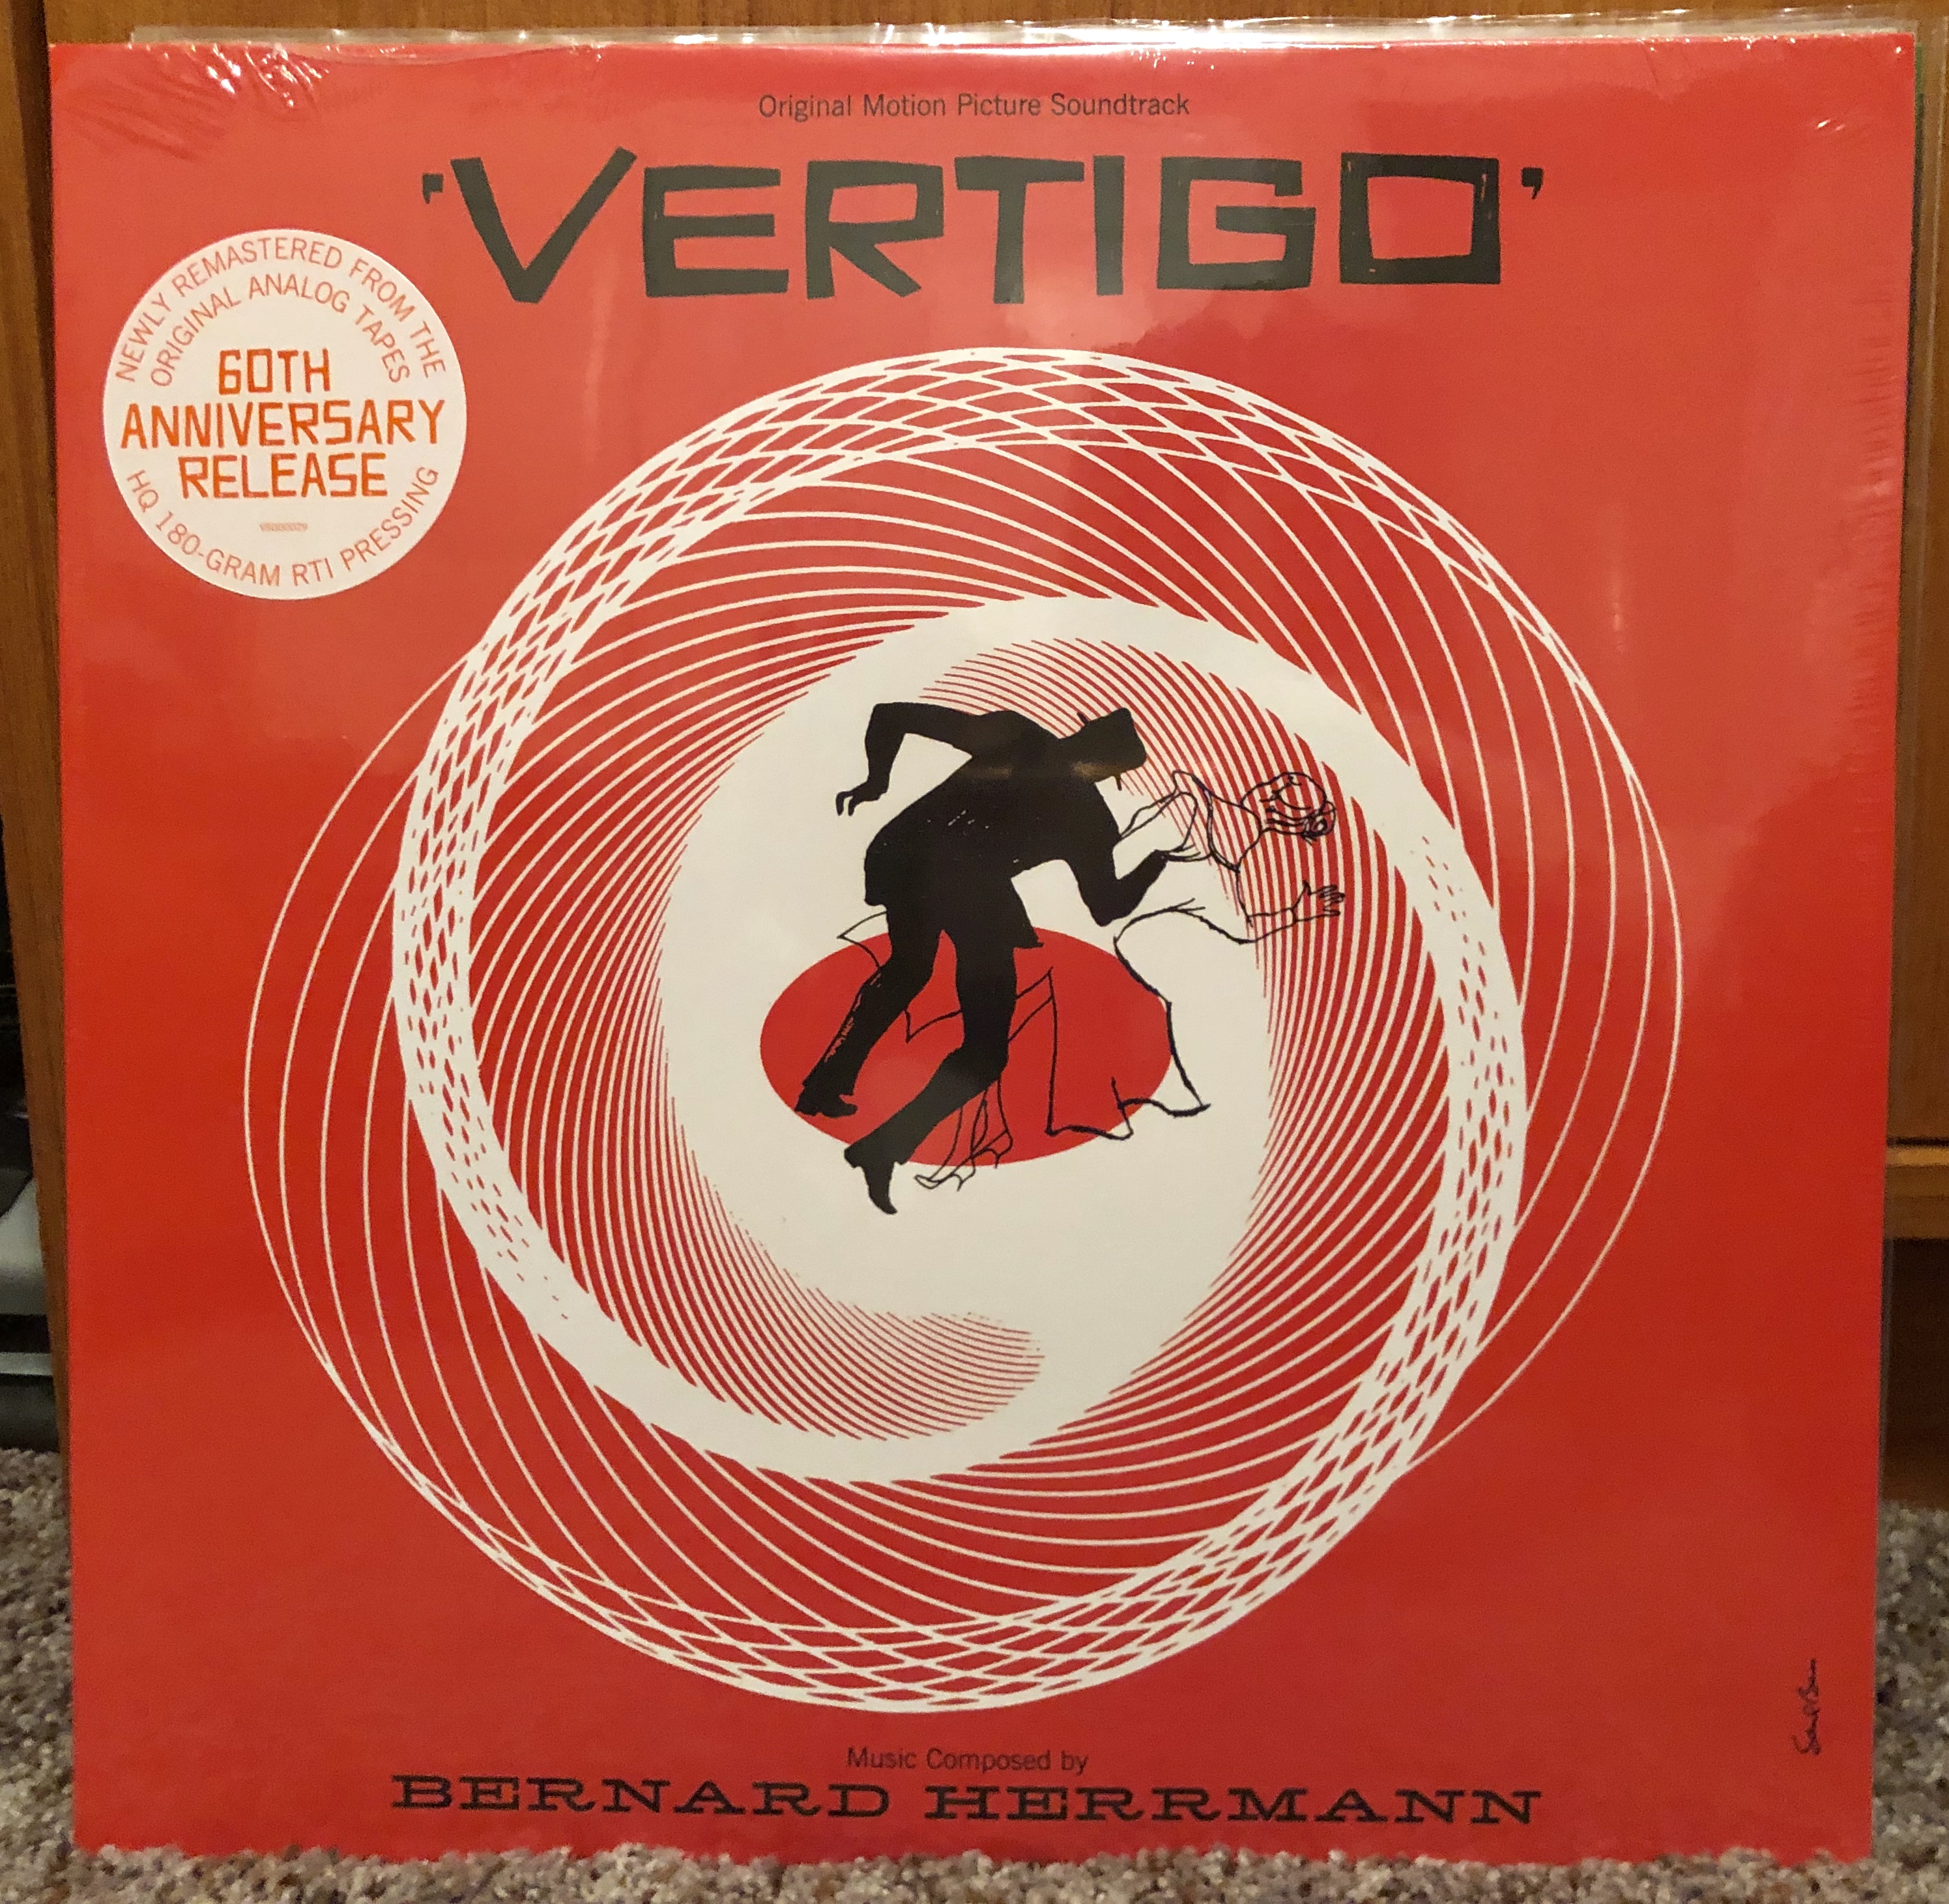 Original Motion Picture Soundtrack
'VERTIGO'
NEWLY REMASTERED FROM THE
ORIGINAL ANALOG TAPES
60TH
ANNIVERSARY
RELEASE
HQ 180-GRAM RTI PRESSING
Music Composed by
BERNARD HERRMANN